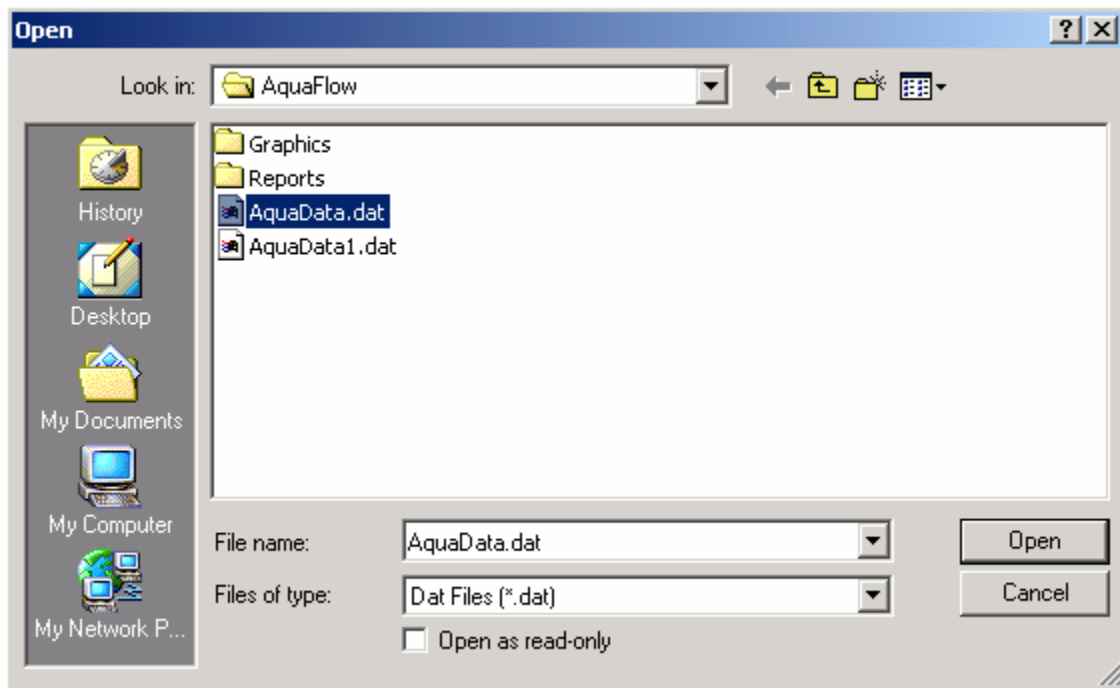 Open
Look in: AquaFlow
History
Desktop
My Documents
My Computer
My Network P...
Graphics
Reports
AquaData.dat
AquaData1.dat
File name: AquaData.dat Open
Files of type: Dat Files (*.dat) Cancel
Open as read-only